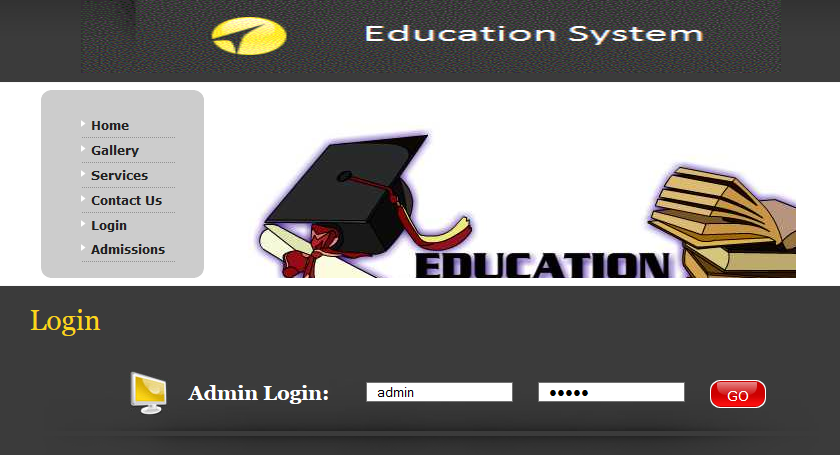 Education System
Home
Gallery
Services
Contact Us
Login
Admissions
EDUCATION
Login
Admin Login:
admin
•••••
GO